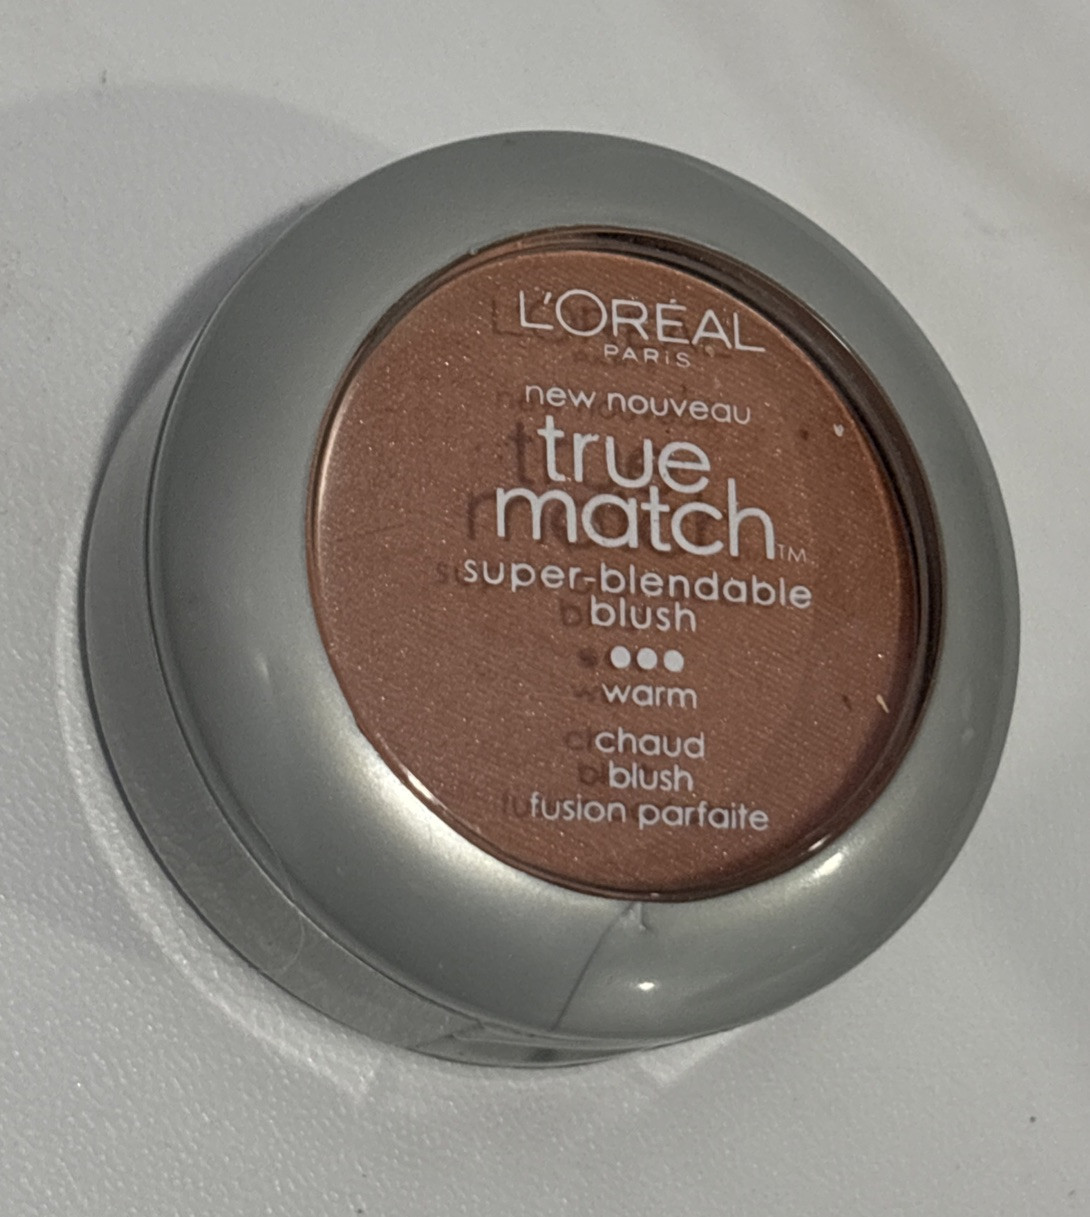 L'ORÉAL
PARIS
new nouveau
true
match™
super-blendable
blush
warm
chaud
blush
fusion parfaite